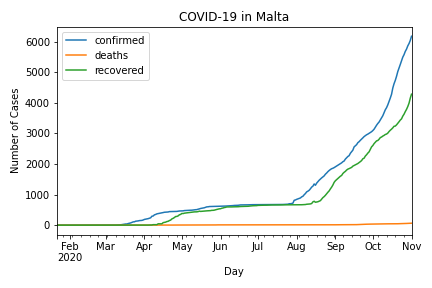 COVID-19 in Malta
confirmed
deaths
recovered
Number of Cases
6000
5000
4000
3000
2000
1000
0
Feb Mar Apr May Jun Jul Aug Sep Oct Nov
2020
Day